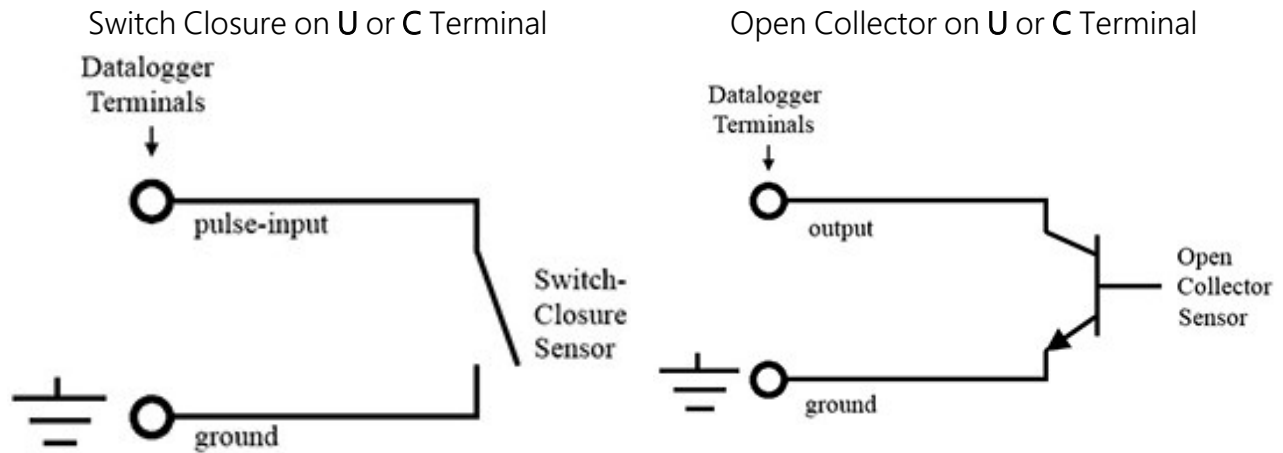 Switch Closure on U or C Terminal
Datalogger
Terminals
pulse-input
Switch-
Closure
Sensor
ground
Open Collector on U or C Terminal
Datalogger
Terminals
output
Open
Collector
Sensor
ground